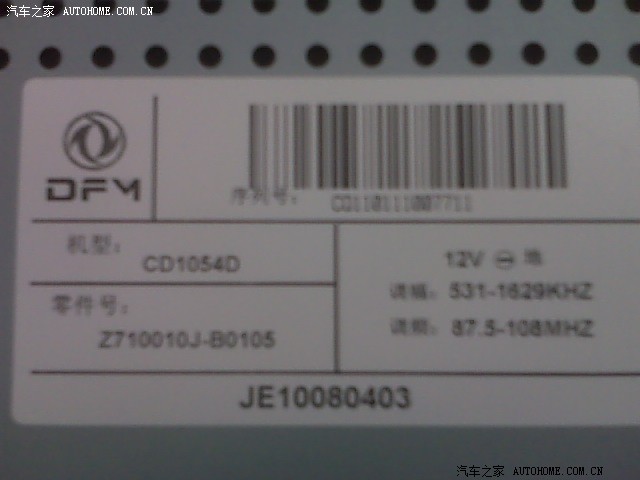 汽车之家 AUTOHOME.COM.CN
DFM
序列号: CQ110111007711
机型: CD1054D
12V ⊖ 地
调幅: 531-1629KHZ
零件号:
Z710010J-B0105
调频: 87.5-108MHZ
JE10080403
汽车之家 AUTOHOME.COM.CN